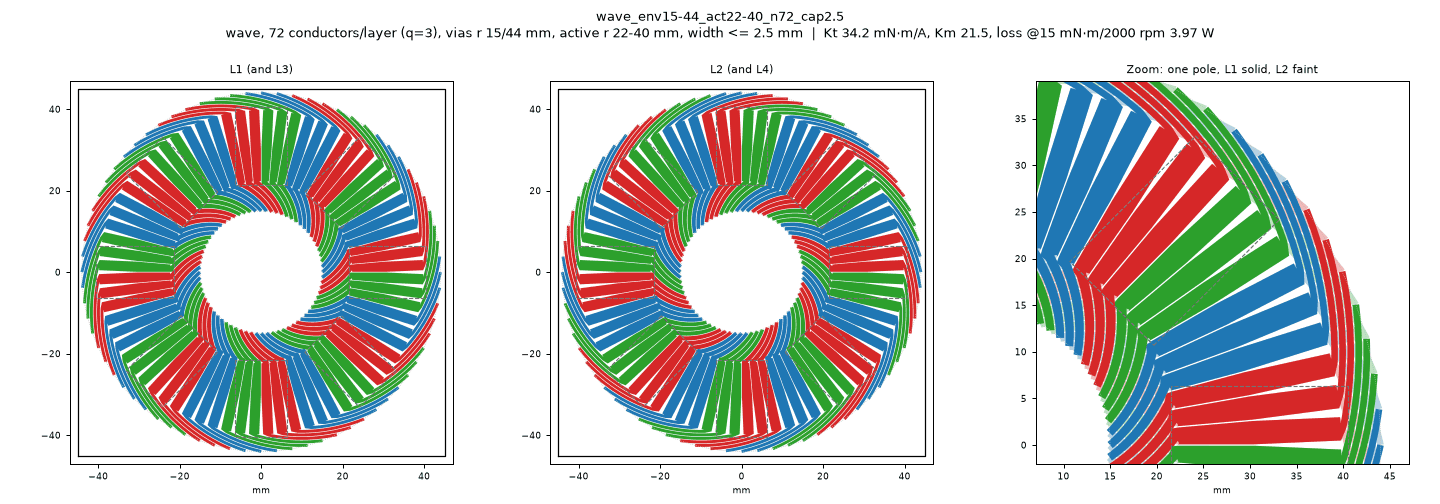 wave_env15-44_act22-40_n72_cap2.5
wave, 72 conductors/layer (q=3), vias r 15/44 mm, active r 22-40 mm, width <= 2.5 mm | Kt 34.2 mN·m/A, Km 21.5, loss @15 mN·m/2000 rpm 3.97 W
L1 (and L3)
40
20
0
−20
−40
−40 −20 0 20 40
mm
L2 (and L4)
40
20
0
−20
−40
−40 −20 0 20 40
mm
Zoom: one pole, L1 solid, L2 faint
35
30
25
20
15
10
5
0
10 15 20 25 30 35 40 45
mm